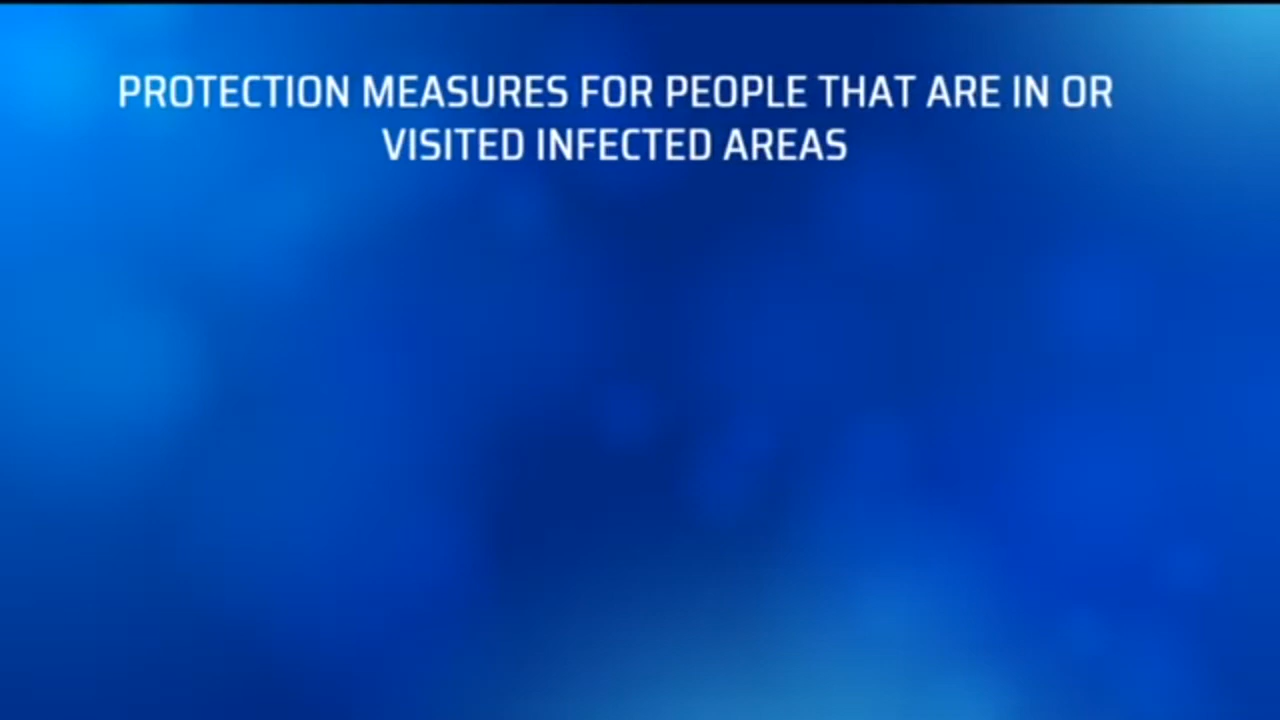 PROTECTION MEASURES FOR PEOPLE THAT ARE IN OR
VISITED INFECTED AREAS